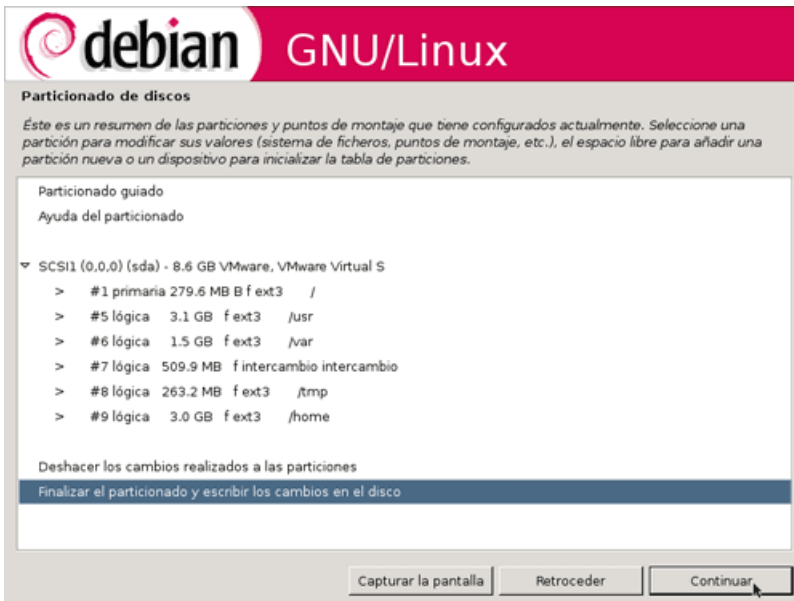 debian GNU/Linux
Particionado de discos
Éste es un resumen de las particiones y puntos de montaje que tiene configurados actualmente. Seleccione una
partición para modificar sus valores (sistema de ficheros, puntos de montaje, etc.), el espacio libre para añadir una
partición nueva o un dispositivo para inicializar la tabla de particiones.
Particionado guiado
Ayuda del particionado
SCSI1 (0,0,0) (sda) - 8.6 GB VMware, VMware Virtual S
> #1 primaria 279.6 MB B f ext3 /
> #5 lógica 3.1 GB f ext3 /usr
> #6 lógica 1.5 GB f ext3 /var
> #7 lógica 509.9 MB f intercambio intercambio
> #8 lógica 263.2 MB f ext3 /tmp
> #9 lógica 3.0 GB f ext3 /home
Deshacer los cambios realizados a las particiones
Finalizar el particionado y escribir los cambios en el disco
Capturar la pantalla Retroceder Continuar